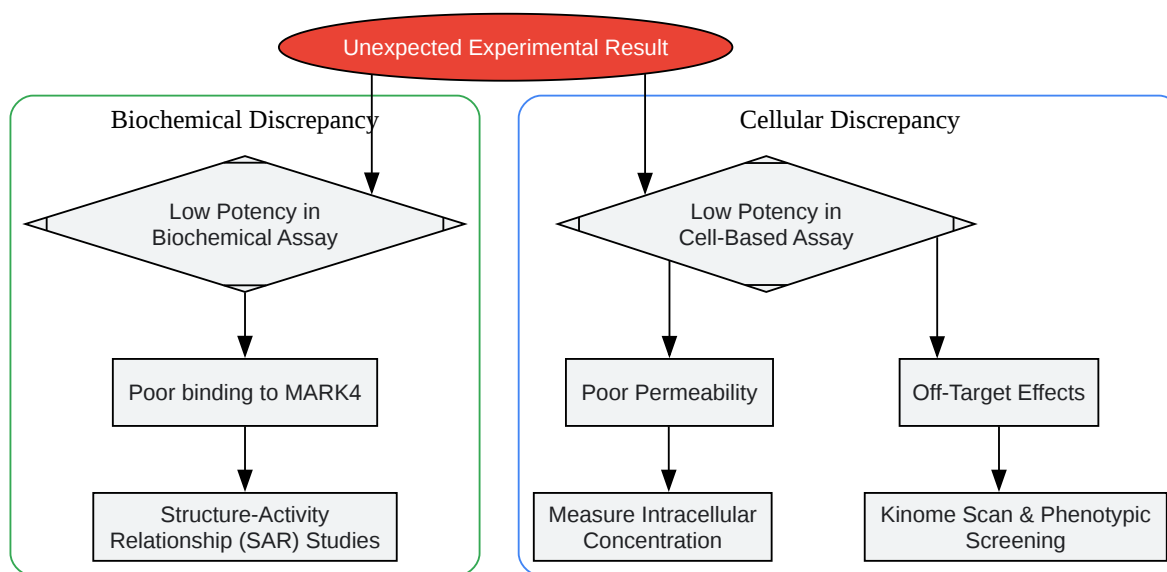 Unexpected Experimental Result
Biochemical Discrepancy
Cellular Discrepancy
Low Potency in
Biochemical Assay
Low Potency in
Cell-Based Assay
Poor binding to MARK4
Poor Permeability
Off-Target Effects
Structure-Activity
Relationship (SAR) Studies
Measure Intracellular
Concentration
Kinome Scan & Phenotypic
Screening